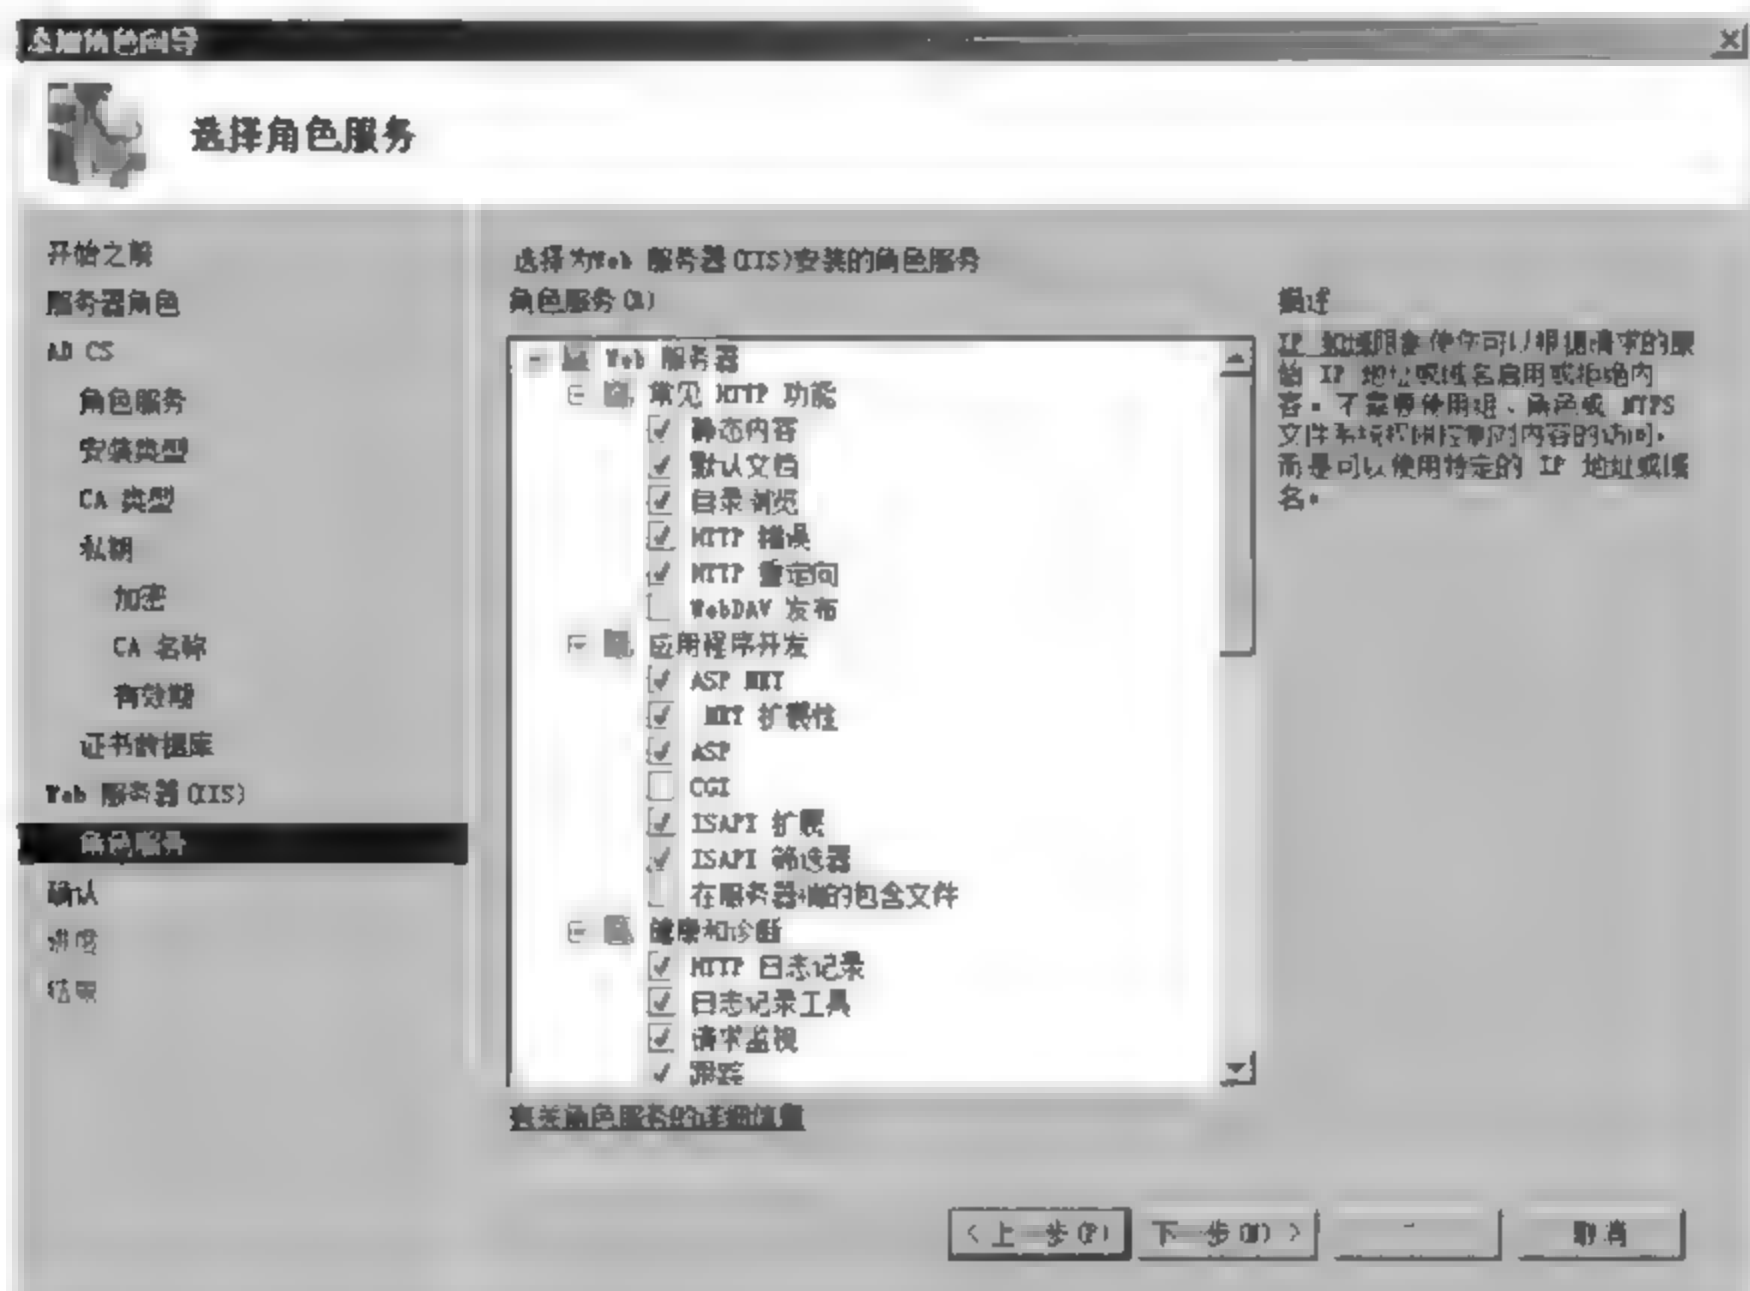 添加角色向导
选择角色服务
开始之前
服务器角色
AD CS
角色服务
安装类型
CA 类型
私钥
加密
CA 名称
有效期
证书数据库
Web 服务器(IIS)
角色服务
确认
进度
结果
选择为Web 服务器(IIS)安装的角色服务
角色服务(R)
Web 服务器
常见 HTTP 功能
静态内容
默认文档
目录浏览
HTTP 错误
HTTP 重定向
WebDAV 发布
应用程序开发
ASP NET
NET 扩展性
ASP
CGI
ISAPI 扩展
ISAPI 筛选器
在服务器端的包含文件
健康和诊断
HTTP 日志记录
日志记录工具
请求监视
跟踪
有关角色服务的详细信息
描述
IP 和域限制使您可以根据请求的原
始 IP 地址或域名启用或拒绝内
容。不需要使用组、角色或 NTFS
文件系统权限控制对内容的访问,
而是可以使用特定的 IP 地址或域
名。
< 上一步(P)
下一步(N) >
取消